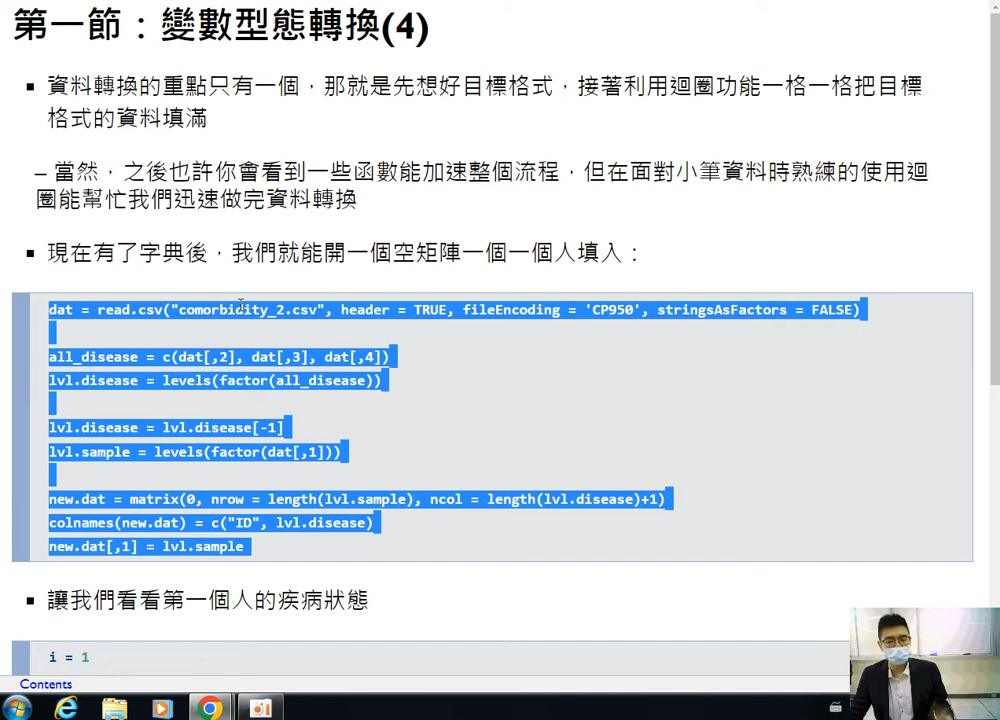 第一節：變數型態轉換(4)
資料轉換的重點只有一個，那就是先想好目標格式，接著利用迴圈功能一格一格把目標
格式的資料填滿
– 當然，之後也許你會看到一些函數能加速整個流程，但在面對小筆資料時熟練的使用迴
圈能幫忙我們迅速做完資料轉換
現在有了字典後，我們就能開一個空矩陣一個一個人填入：
dat = read.csv("comorbidity_2.csv", header = TRUE, fileEncoding = 'CP950', stringsAsFactors = FALSE)
all_disease = c(dat[,2], dat[,3], dat[,4])
lvl.disease = levels(factor(all_disease))
lvl.disease = lvl.disease[-1]
lvl.sample = levels(factor(dat[,1]))
new.dat = matrix(0, nrow = length(lvl.sample), ncol = length(lvl.disease)+1)
colnames(new.dat) = c("ID", lvl.disease)
new.dat[,1] = lvl.sample
讓我們看看第一個人的疾病狀態
i = 1
Contents